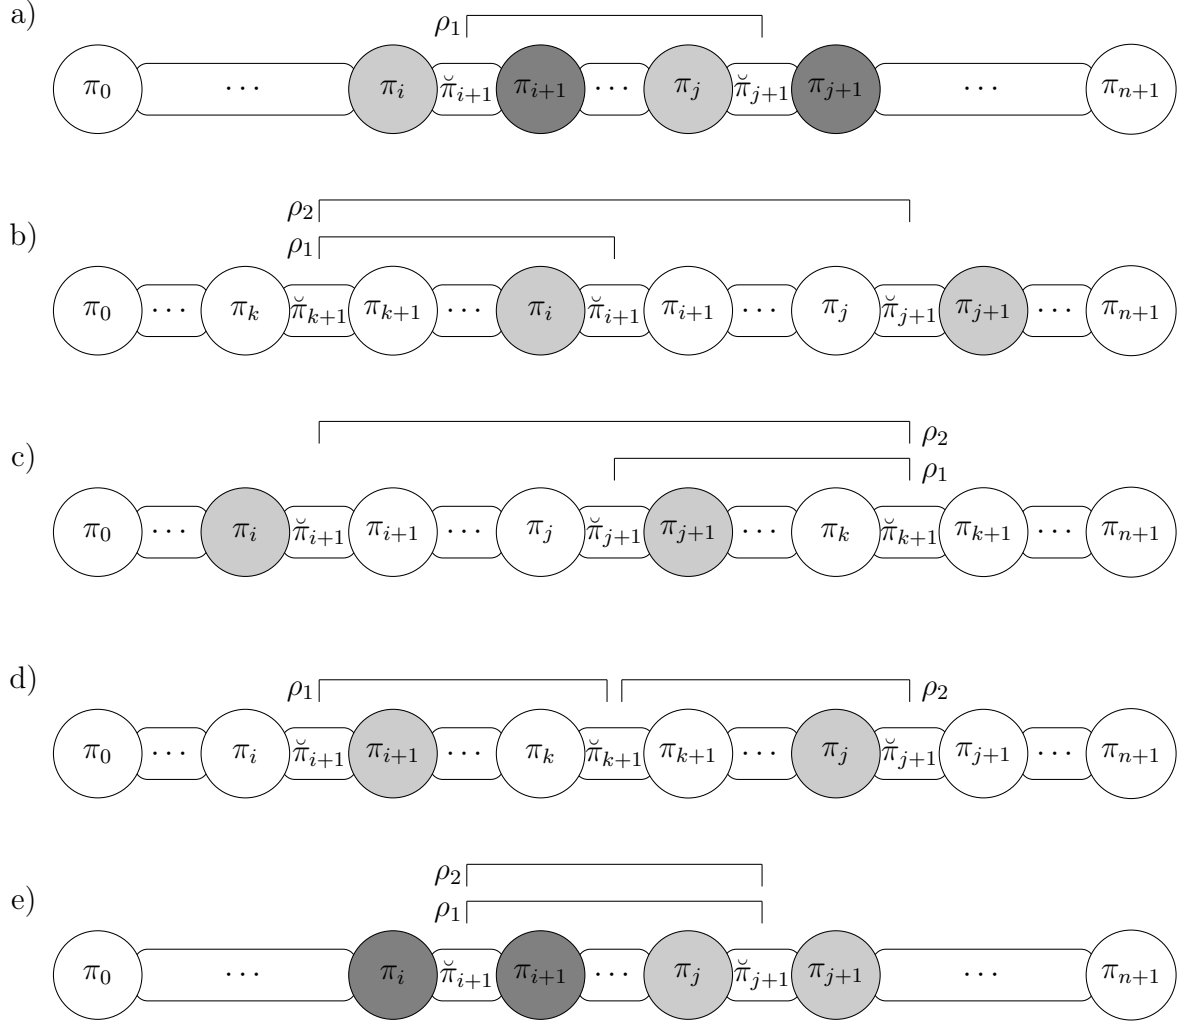 a)
ρ₁
π₀ ⋯ πᵢ π̆ᵢ₊₁ πᵢ₊₁ ⋯ πⱼ π̆ⱼ₊₁ πⱼ₊₁ ⋯ πₙ₊₁
ρ₂
b)
ρ₁
π₀ ⋯ πₖ π̆ₖ₊₁ πₖ₊₁ ⋯ πᵢ π̆ᵢ₊₁ πᵢ₊₁ ⋯ πⱼ π̆ⱼ₊₁ πⱼ₊₁ ⋯ πₙ₊₁
ρ₂
c)
ρ₁
π₀ ⋯ πᵢ π̆ᵢ₊₁ πᵢ₊₁ ⋯ πⱼ π̆ⱼ₊₁ πⱼ₊₁ ⋯ πₖ π̆ₖ₊₁ πₖ₊₁ ⋯ πₙ₊₁
d)
ρ₁ ρ₂
π₀ ⋯ πᵢ π̆ᵢ₊₁ πᵢ₊₁ ⋯ πₖ π̆ₖ₊₁ πₖ₊₁ ⋯ πⱼ π̆ⱼ₊₁ πⱼ₊₁ ⋯ πₙ₊₁
ρ₂
e)
ρ₁
π₀ ⋯ πᵢ π̆ᵢ₊₁ πᵢ₊₁ ⋯ πⱼ π̆ⱼ₊₁ πⱼ₊₁ ⋯ πₙ₊₁